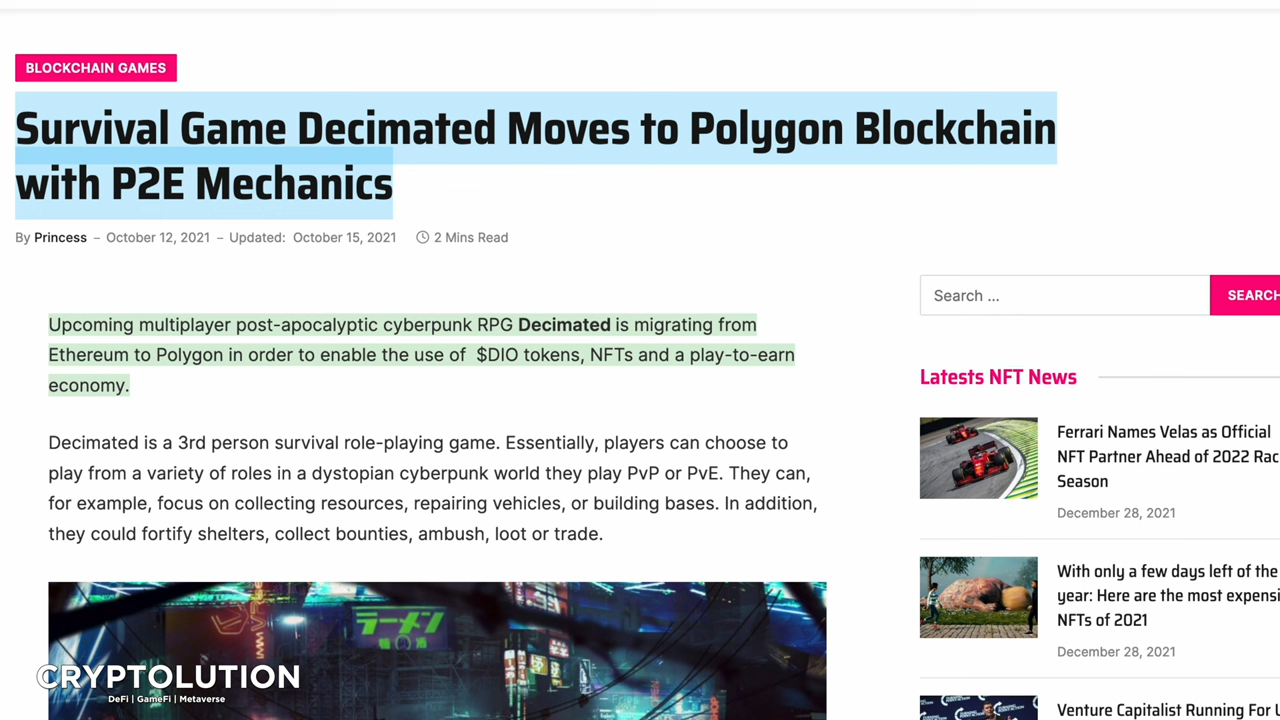 BLOCKCHAIN GAMES
Survival Game Decimated Moves to Polygon Blockchain
with P2E Mechanics
By Princess – October 12, 2021 – Updated: October 15, 2021 2 Mins Read
Upcoming multiplayer post-apocalyptic cyberpunk RPG Decimated is migrating from
Ethereum to Polygon in order to enable the use of $DIO tokens, NFTs and a play-to-earn
economy.
Decimated is a 3rd person survival role-playing game. Essentially, players can choose to
play from a variety of roles in a dystopian cyberpunk world they play PvP or PvE. They can,
for example, focus on collecting resources, repairing vehicles, or building bases. In addition,
they could fortify shelters, collect bounties, ambush, loot or trade.
ラーメン
CRYPTOLUTION
DeFi | GameFi | Metaverse
Search ...
SEARCH
Latests NFT News
Ferrari Names Velas as Official
NFT Partner Ahead of 2022 Rac
Season
December 28, 2021
With only a few days left of the
year: Here are the most expensi
NFTs of 2021
December 28, 2021
Venture Capitalist Running For U